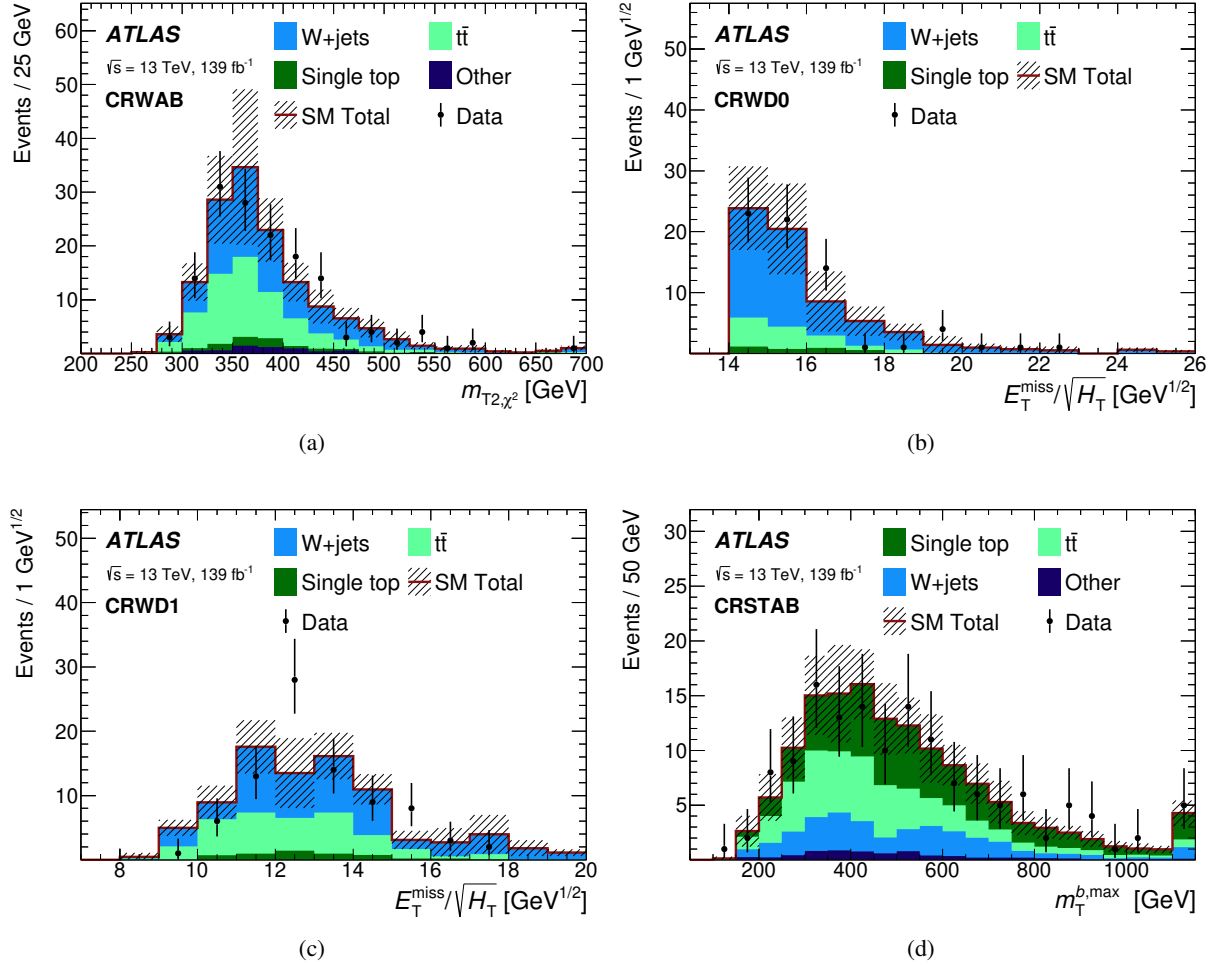 Events / 25 GeV
60
50
40
30
20
10
ATLAS
√s = 13 TeV, 139 fb⁻¹
CRWAB
W+jets
tt̄
Single top
Other
SM Total
Data
200 250 300 350 400 450 500 550 600 650 700
m_T2,χ² [GeV]
(a)
Events / 1 GeV^1/2
50
40
30
20
10
ATLAS
√s = 13 TeV, 139 fb⁻¹
CRWD0
W+jets
tt̄
Single top
SM Total
Data
14 16 18 20 22 24 26
E_T^miss/√H_T [GeV^1/2]
(b)
Events / 1 GeV^1/2
50
40
30
20
10
ATLAS
√s = 13 TeV, 139 fb⁻¹
CRWD1
W+jets
tt̄
Single top
SM Total
Data
8 10 12 14 16 18 20
E_T^miss/√H_T [GeV^1/2]
(c)
Events / 50 GeV
30
25
20
15
10
5
ATLAS
√s = 13 TeV, 139 fb⁻¹
CRSTAB
Single top
tt̄
W+jets
Other
SM Total
Data
200 400 600 800 1000
m_T^b,max [GeV]
(d)